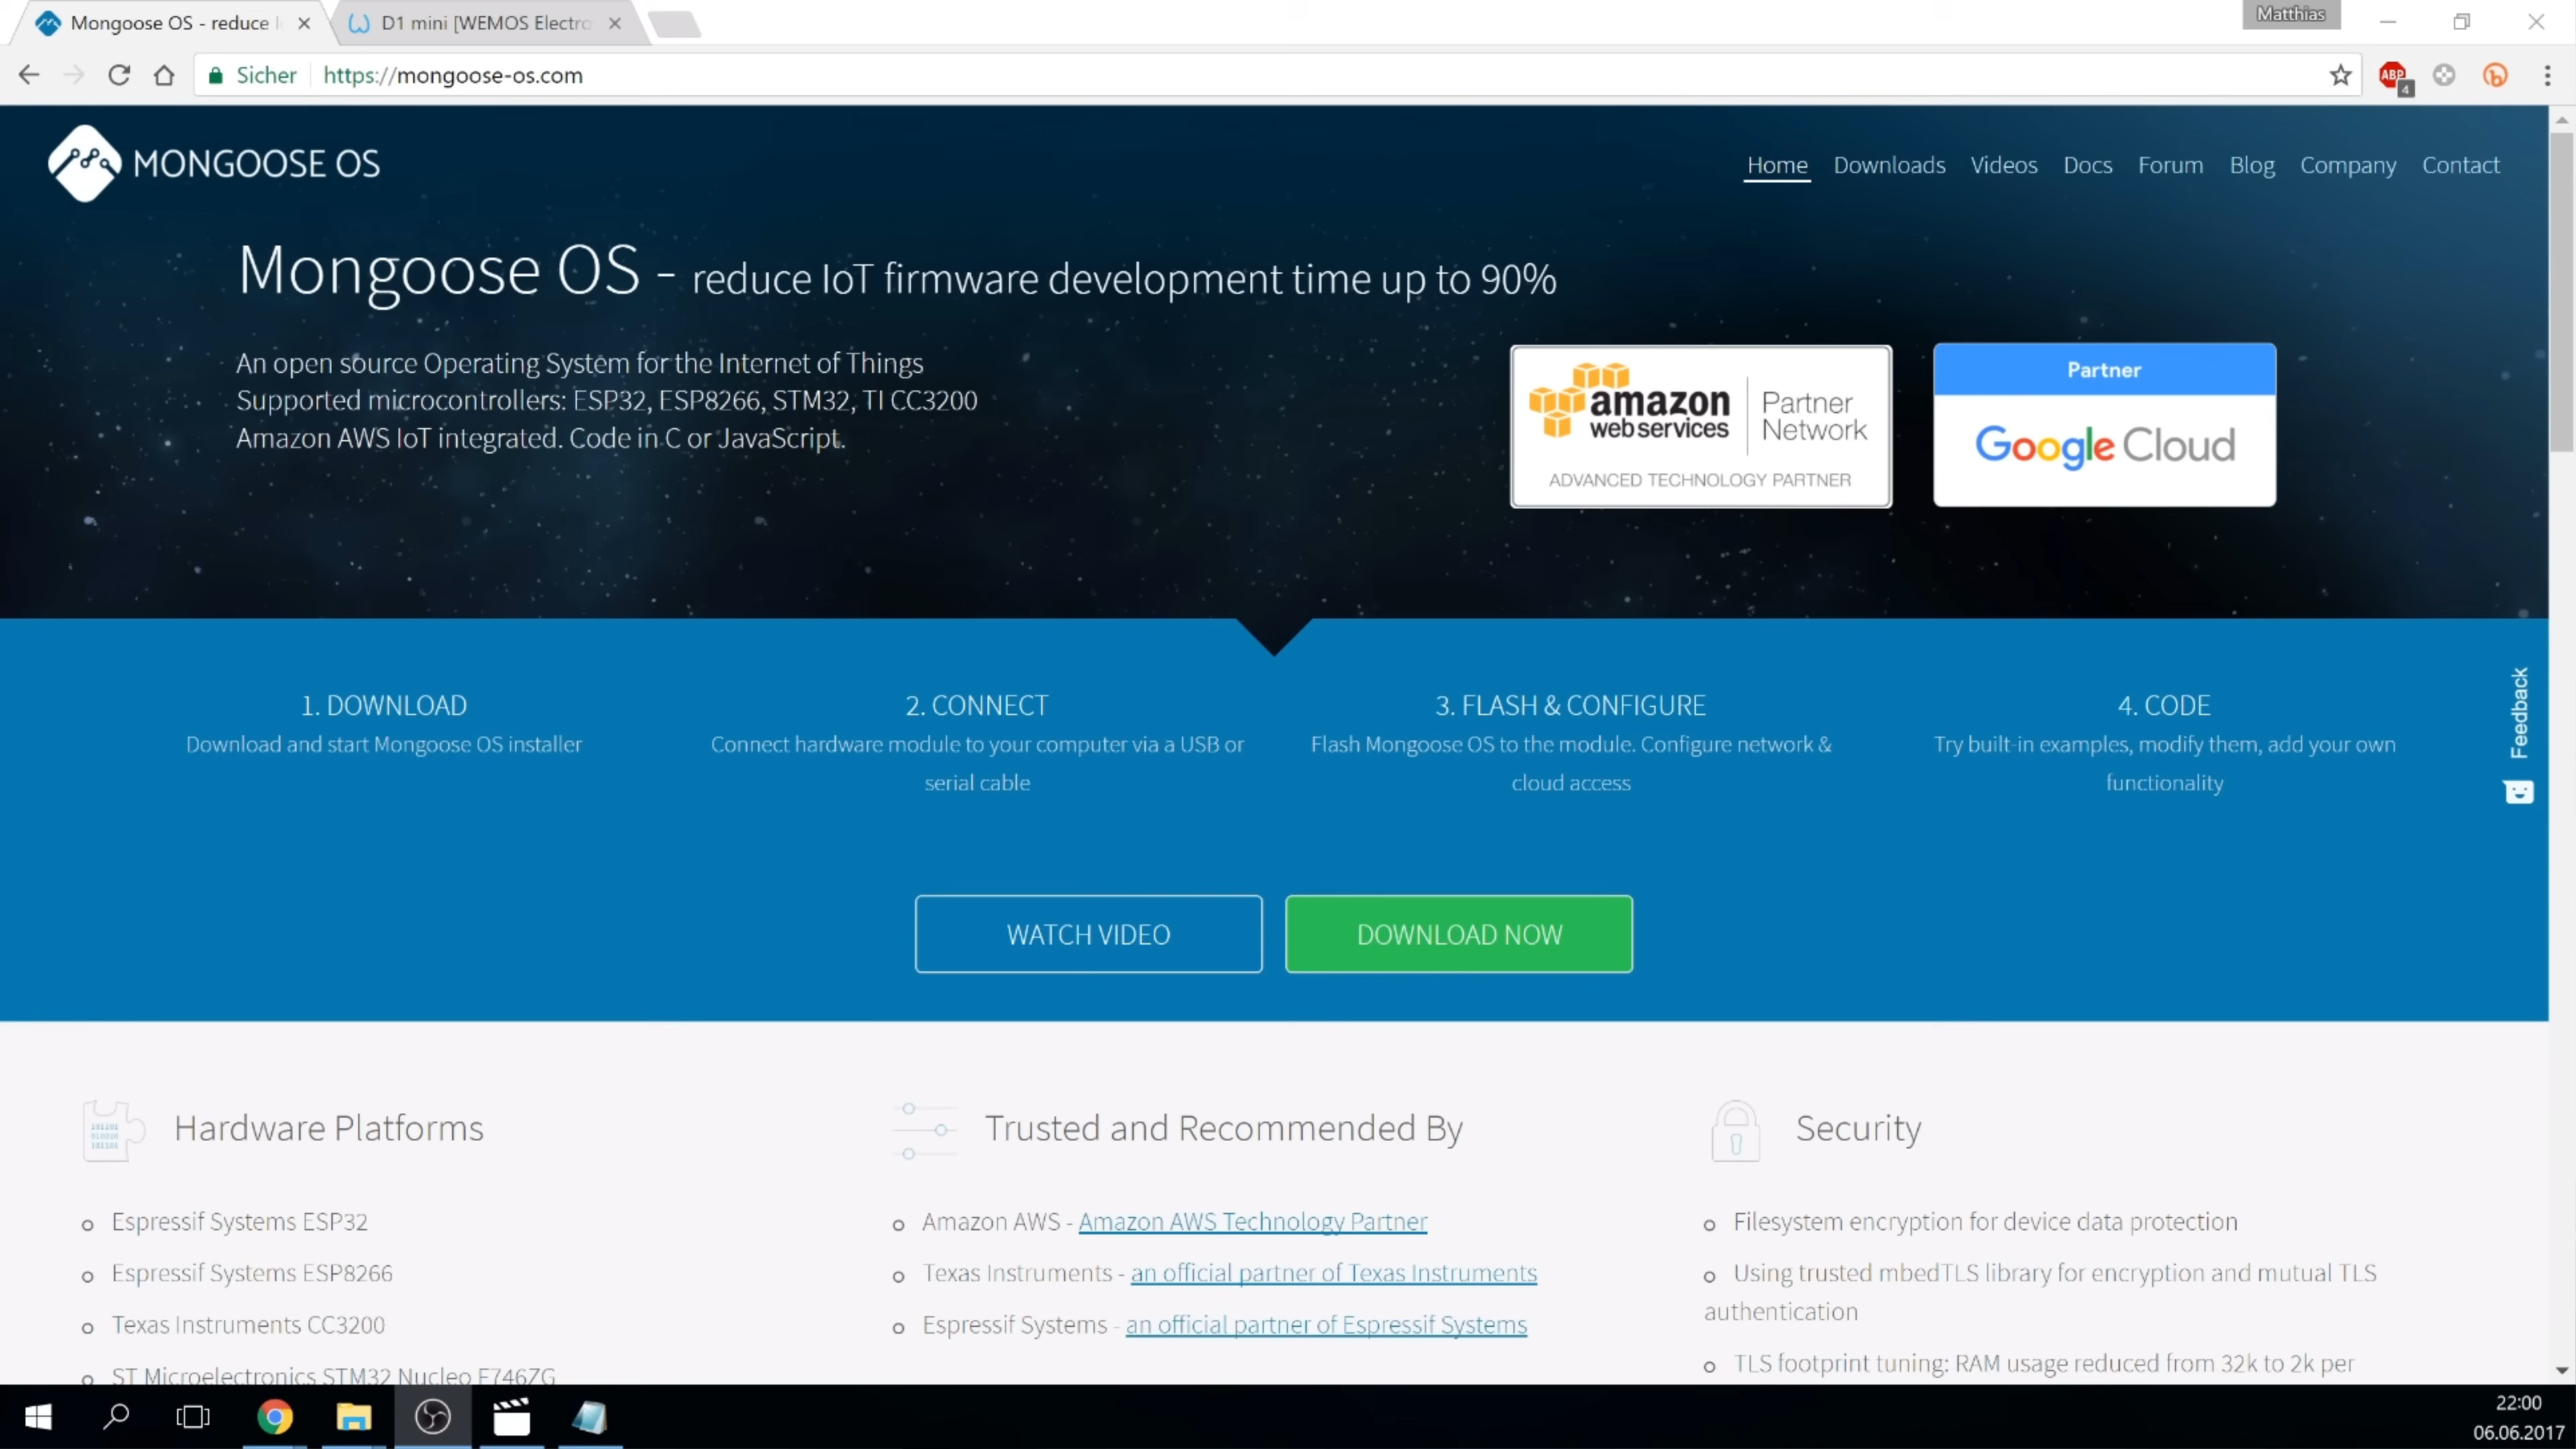 Mongoose OS - reduce I
D1 mini [WEMOS Electro
Matthias
Sicher
https://mongoose-os.com
ABP
4
MONGOOSE OS
Home
Downloads
Videos
Docs
Forum
Blog
Company
Contact
Mongoose OS - reduce IoT firmware development time up to 90%
An open source Operating System for the Internet of Things
Supported microcontrollers: ESP32, ESP8266, STM32, TI CC3200
Amazon AWS IoT integrated. Code in C or JavaScript.
amazon
web services
Partner
Network
ADVANCED TECHNOLOGY PARTNER
Partner
Google Cloud
1. DOWNLOAD
Download and start Mongoose OS installer
2. CONNECT
Connect hardware module to your computer via a USB or
serial cable
3. FLASH & CONFIGURE
Flash Mongoose OS to the module. Configure network &
cloud access
4. CODE
Try built-in examples, modify them, add your own
functionality
Feedback
WATCH VIDEO
DOWNLOAD NOW
Hardware Platforms
Espressif Systems ESP32
Espressif Systems ESP8266
Texas Instruments CC3200
ST Microelectronics STM32 Nucleo F746ZG
Trusted and Recommended By
Amazon AWS - Amazon AWS Technology Partner
Texas Instruments - an official partner of Texas Instruments
Espressif Systems - an official partner of Espressif Systems
Security
Filesystem encryption for device data protection
Using trusted mbedTLS library for encryption and mutual TLS
authentication
TLS footprint tuning: RAM usage reduced from 32k to 2k per
22:00
06.06.2017